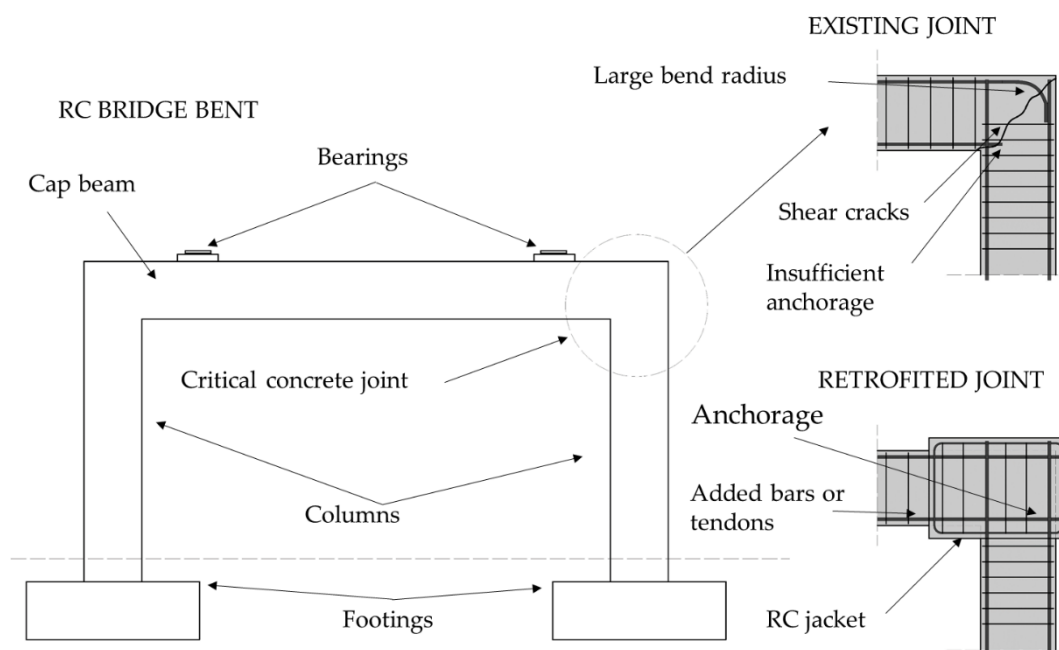 EXISTING JOINT
Large bend radius
RC BRIDGE BENT
Bearings
Cap beam
Shear cracks
Insufficient
anchorage
Critical concrete joint
RETROFITED JOINT
Anchorage
Added bars or
tendons
Columns
Footings
RC jacket